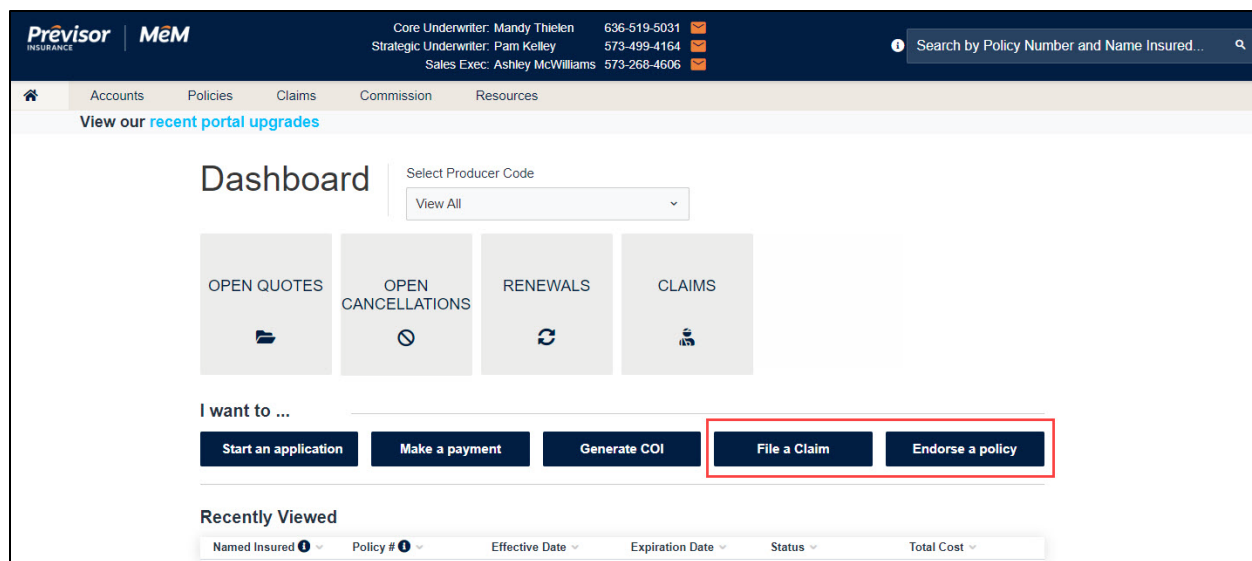 Prēvisor MēM
INSURANCE
Core Underwriter: Mandy Thielen 636-519-5031
Strategic Underwriter: Pam Kelley 573-499-4164
Sales Exec: Ashley McWilliams 573-268-4606
Search by Policy Number and Name Insured...
Accounts Policies Claims Commission Resources
View our recent portal upgrades
Dashboard
Select Producer Code
View All
OPEN QUOTES
OPEN
CANCELLATIONS
RENEWALS
CLAIMS
I want to ...
Start an application Make a payment Generate COI File a Claim Endorse a policy
Recently Viewed
Named Insured Policy # Effective Date Expiration Date Status Total Cost